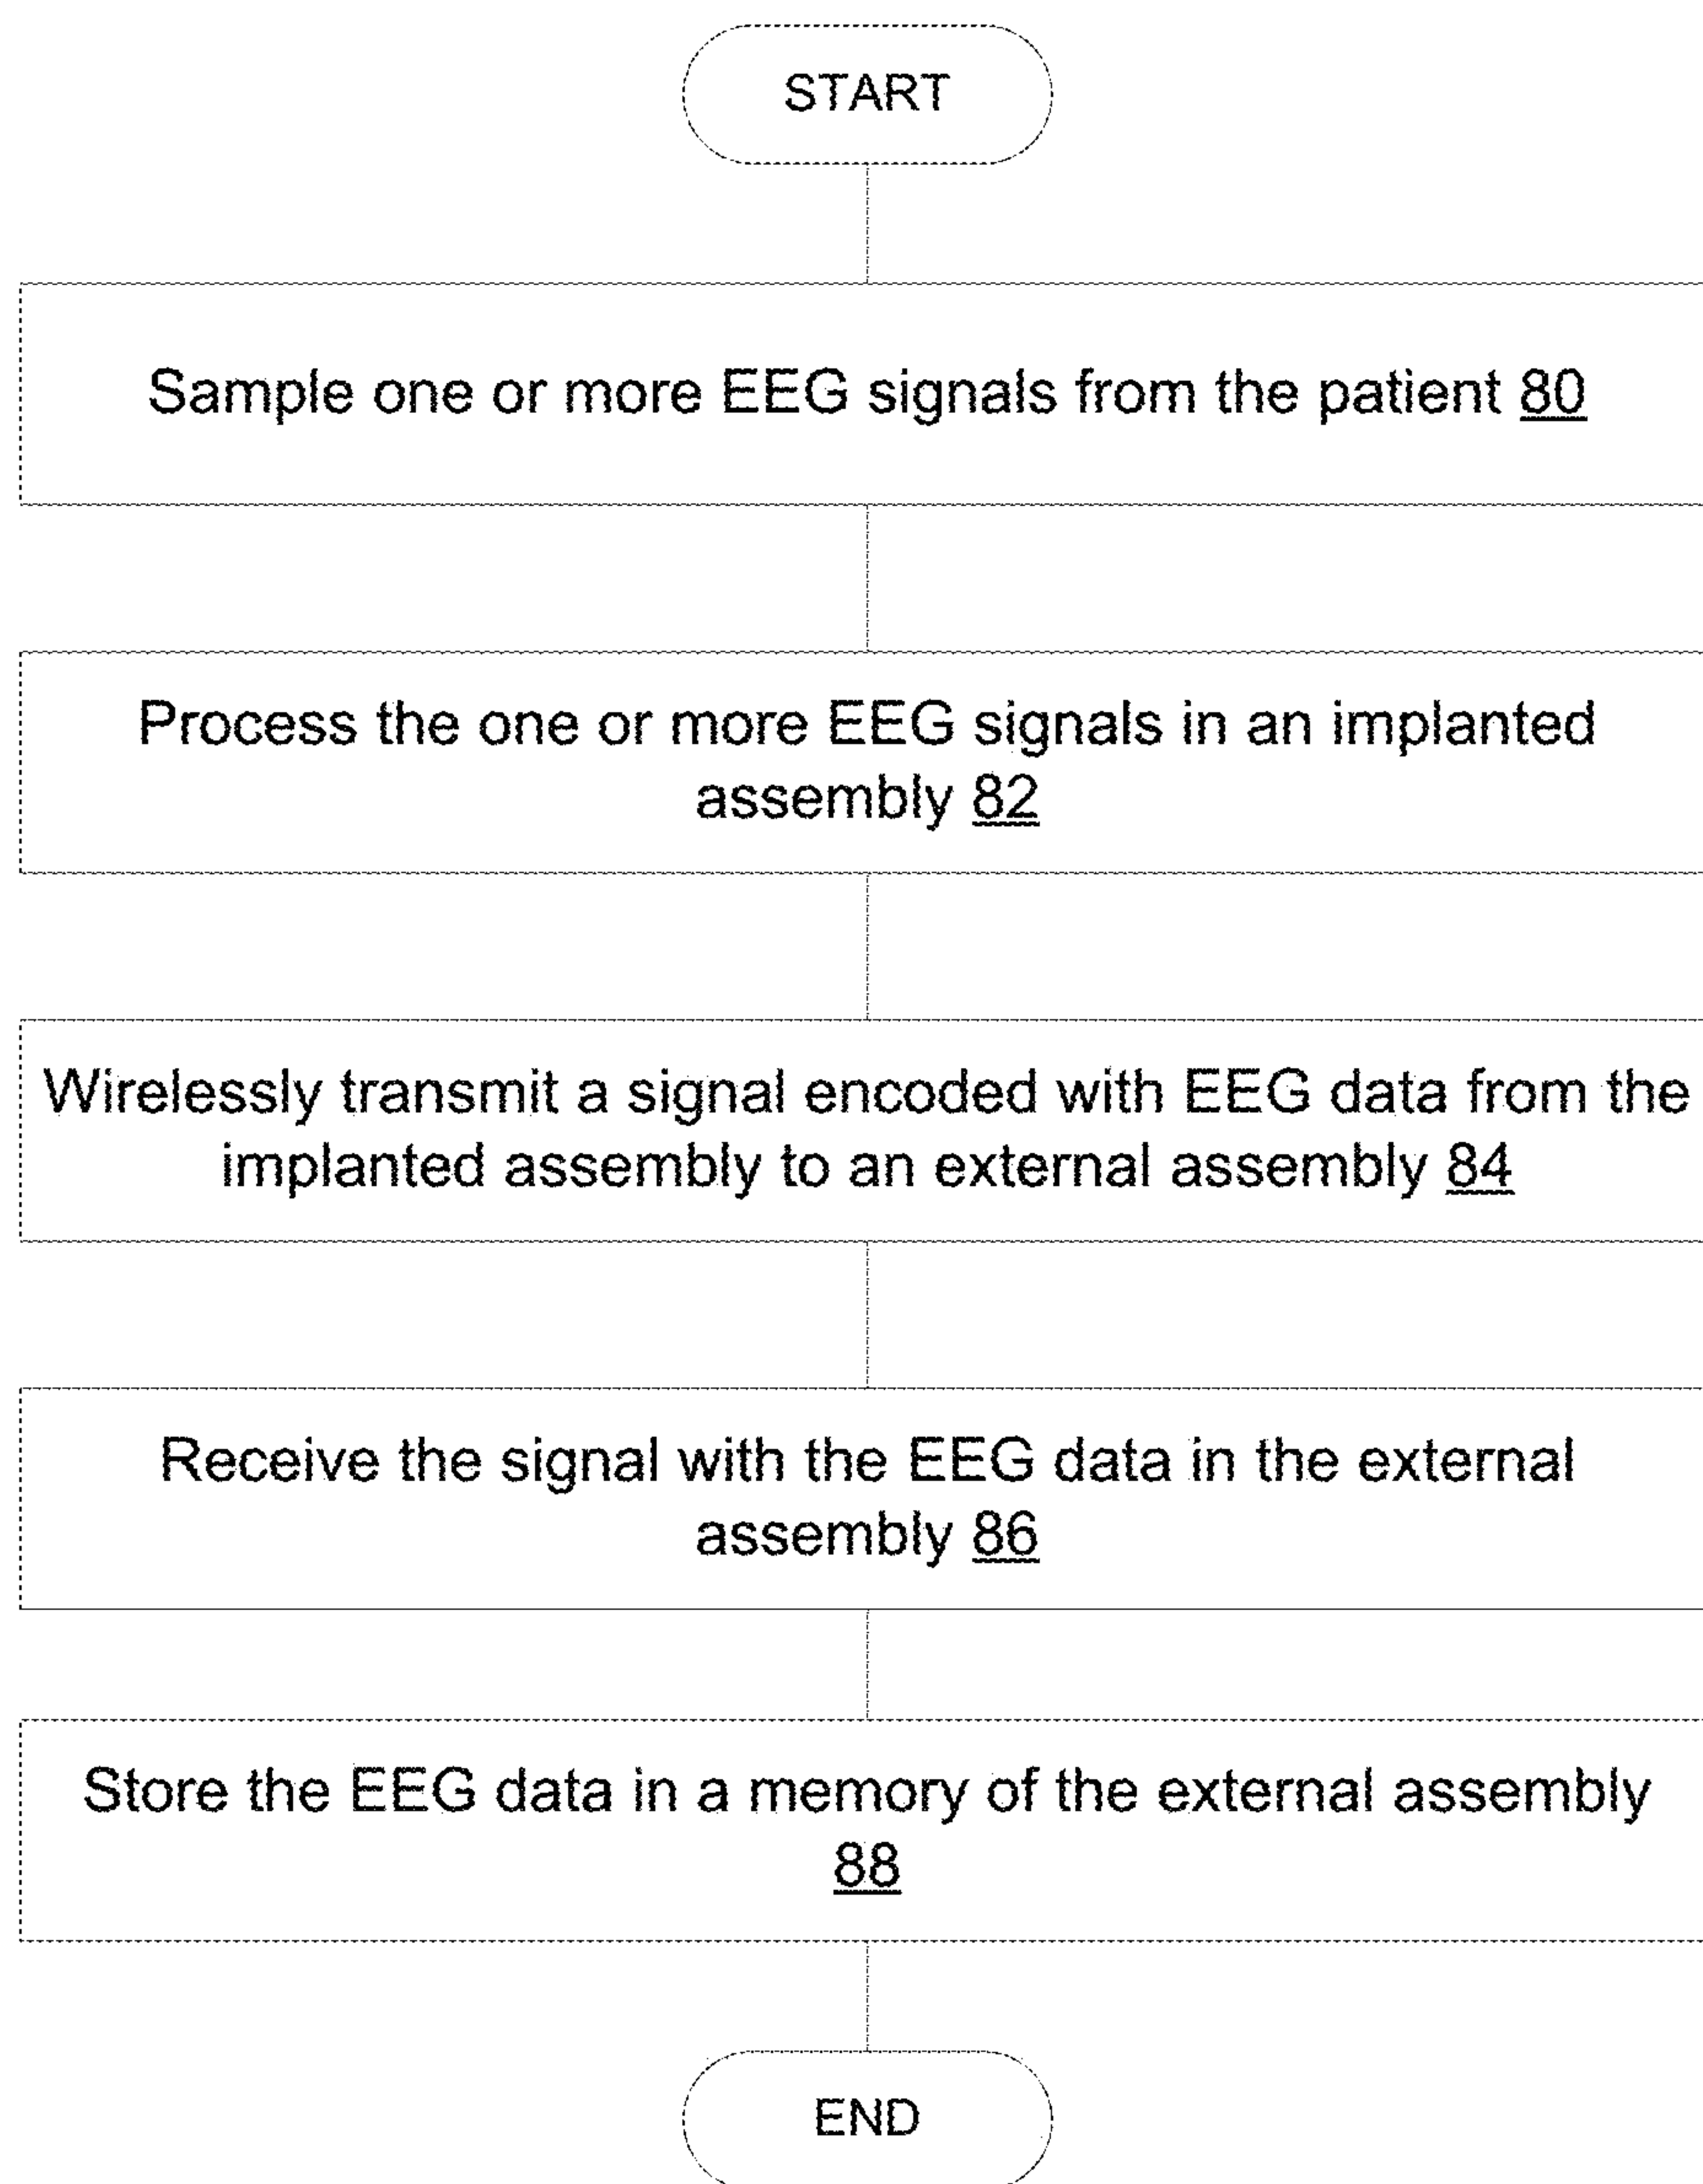 START
Sample one or more EEG signals from the patient 80
Process the one or more EEG signals in an implanted
assembly 82
Wirelessly transmit a signal encoded with EEG data from the
implanted assembly to an external assembly 84
Receive the signal with the EEG data in the external
assembly 86
Store the EEG data in a memory of the external assembly
88
END